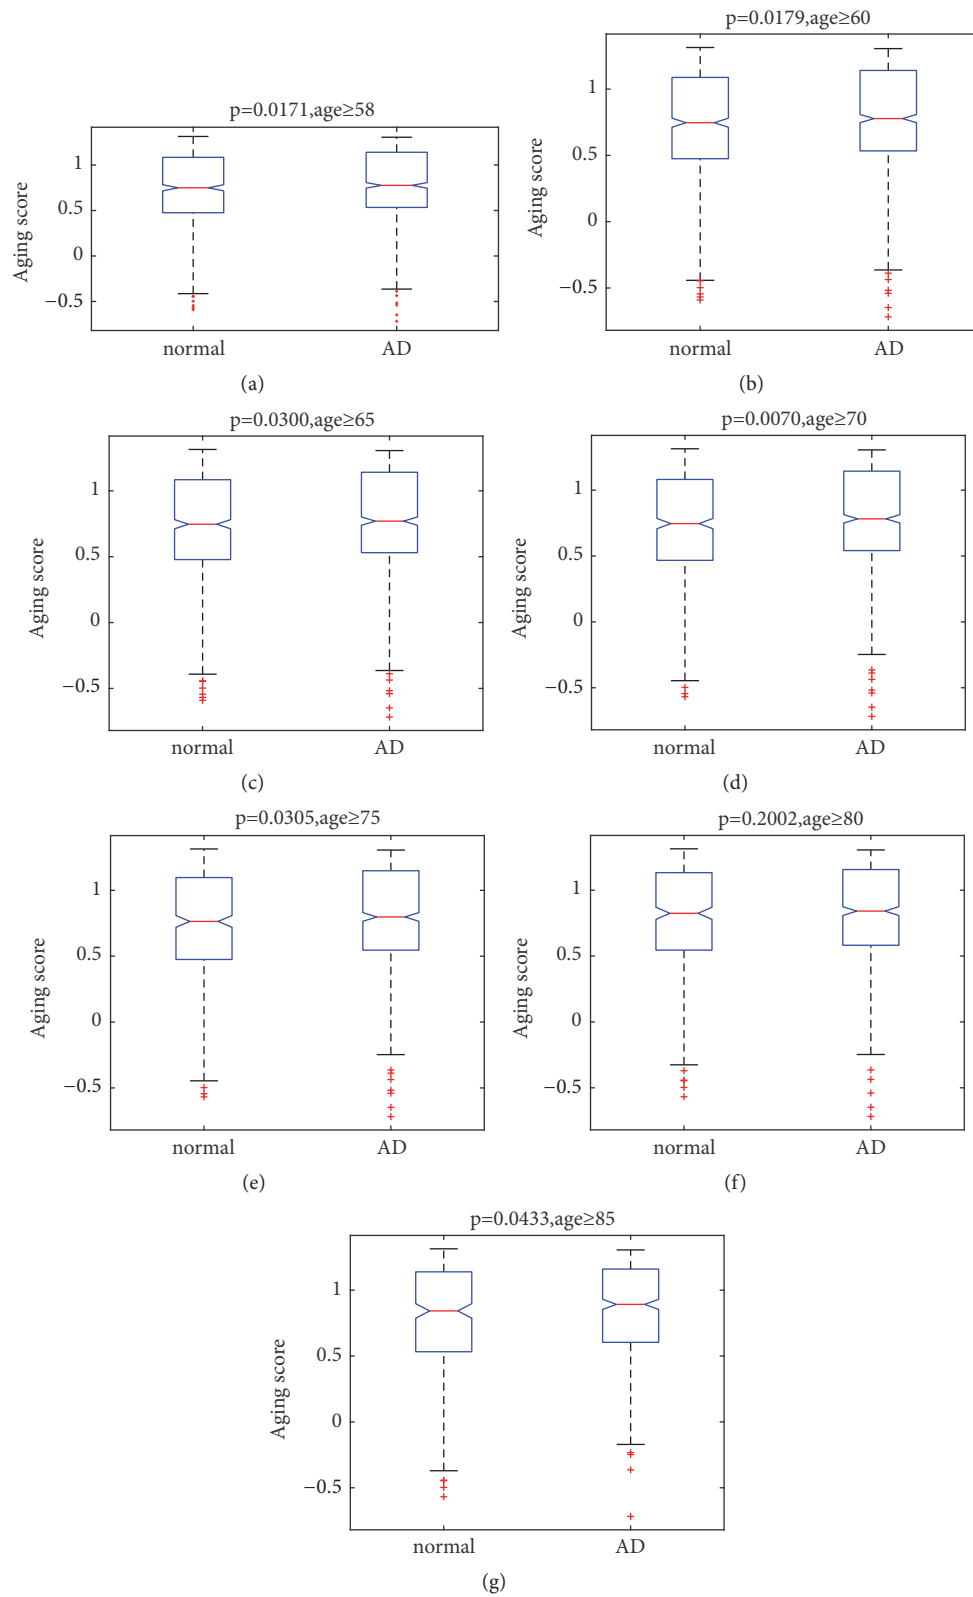 p=0.0171,age≥58
Aging score
1
0.5
0
−0.5
normal AD
(a)
p=0.0179,age≥60
Aging score
1
0.5
0
−0.5
normal AD
(b)
p=0.0300,age≥65
Aging score
1
0.5
0
−0.5
normal AD
(c)
p=0.0070,age≥70
Aging score
1
0.5
0
−0.5
normal AD
(d)
p=0.0305,age≥75
Aging score
1
0.5
0
−0.5
normal AD
(e)
p=0.2002,age≥80
Aging score
1
0.5
0
−0.5
normal AD
(f)
p=0.0433,age≥85
Aging score
1
0.5
0
−0.5
normal AD
(g)